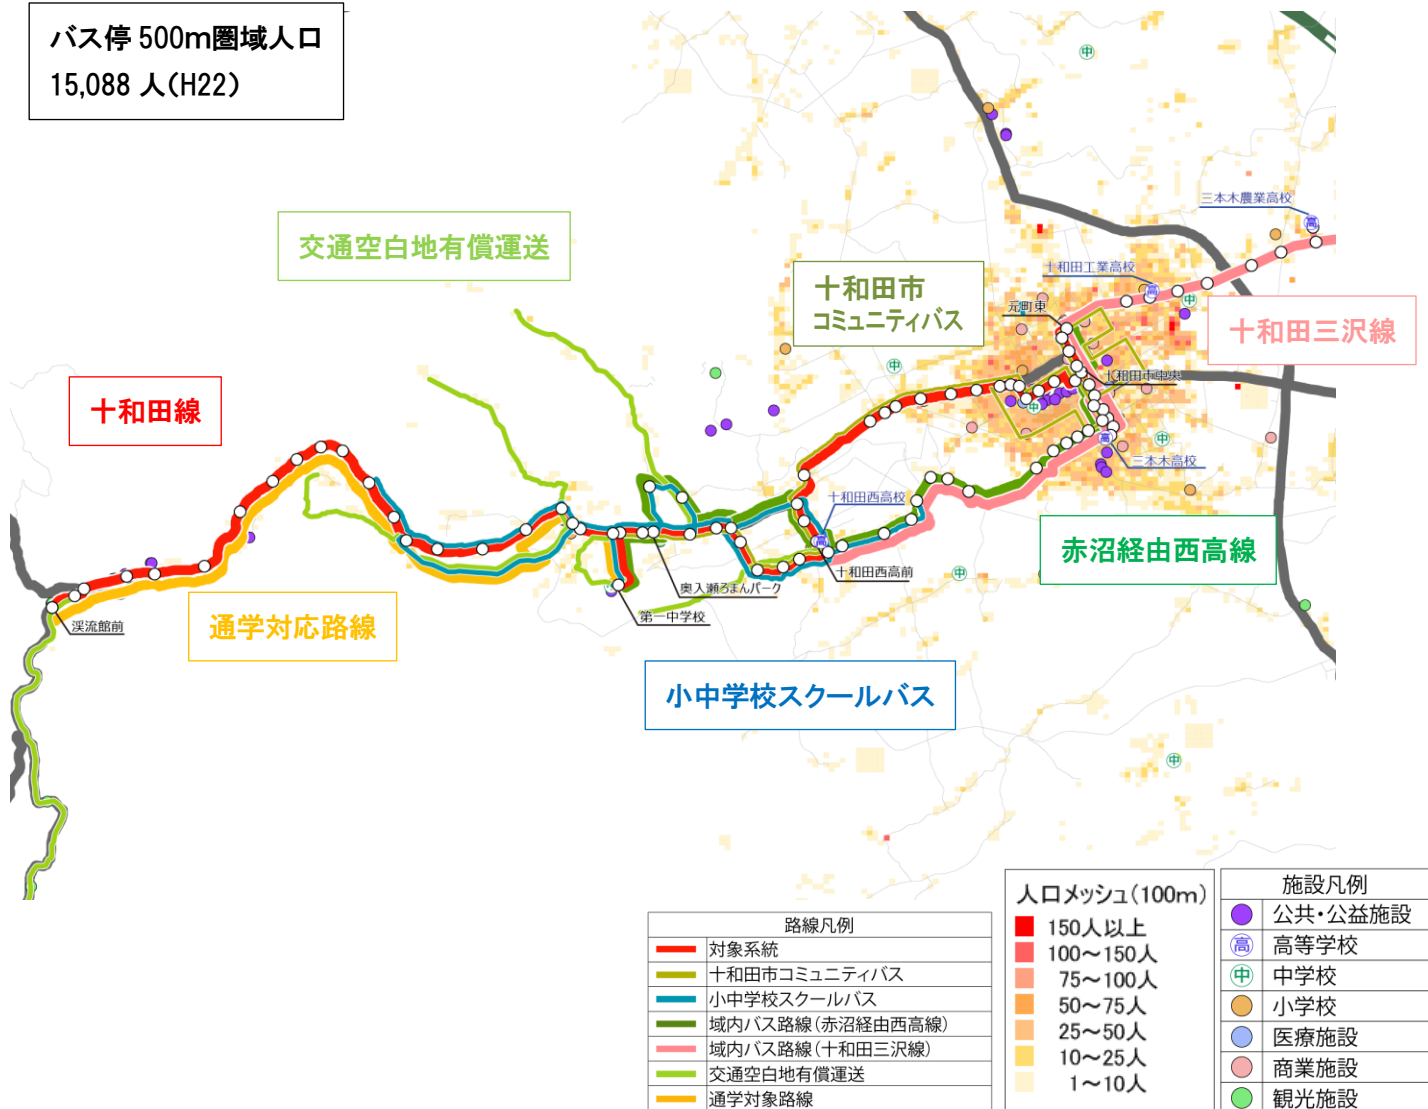 バス停 500m圏域人口
15,088 人(H22)
中
三本木農業高校
高
交通空白地有償運送
十和田市
コミュニティバス
十和田工業高校
高
中
元町東
十和田三沢線
中
十和田市中央
十和田線
中
中
高
三本木高校
十和田西高校
高
赤沼経由西高線
十和田西高前
中
奥入瀬ろまんパーク
第一中学校
渓流館前
通学対応路線
小中学校スクールバス
中
路線凡例
対象系統
十和田市コミュニティバス
小中学校スクールバス
域内バス路線(赤沼経由西高線)
域内バス路線(十和田三沢線)
交通空白地有償運送
通学対象路線
人口メッシュ(100m)
150人以上
100～150人
75～100人
50～75人
25～50人
10～25人
1～10人
施設凡例
公共・公益施設
高 高等学校
中 中学校
小学校
医療施設
商業施設
観光施設